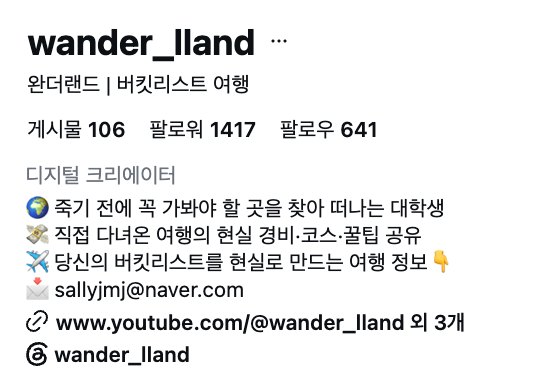 wander_lland ···
완더랜드 | 버킷리스트 여행
게시물 106 팔로워 1417 팔로우 641
디지털 크리에이터
🌍 죽기 전에 꼭 가봐야 할 곳을 찾아 떠나는 대학생
💸 직접 다녀온 여행의 현실 경비·코스·꿀팁 공유
✈️ 당신의 버킷리스트를 현실로 만드는 여행 정보 👇
📩 sallyjmj@naver.com
www.youtube.com/@wander_lland 외 3개
wander_lland